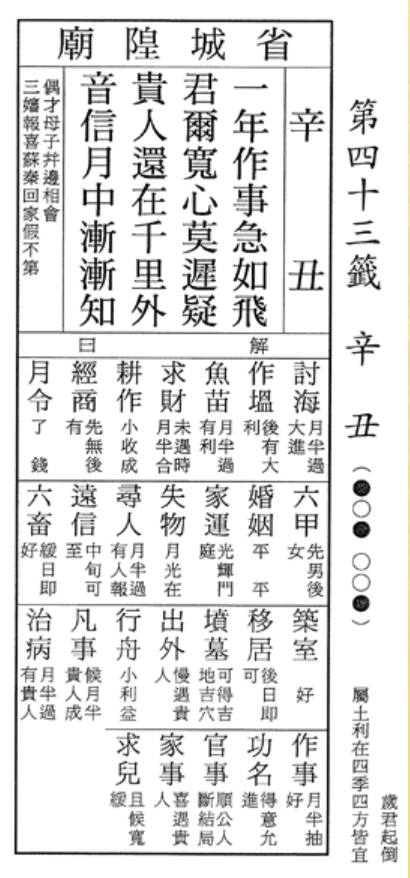 第四十三籤 辛 丑 (●○● ○○●)
屬土利在四季四方皆宜
歲君起倒
省城隍廟
辛 丑
一年作事急如飛
君爾寬心莫遲疑
貴人還在千里外
音信月中漸漸知
偶才母子井邊相會
三嬸報喜蘇秦回家假不第
解 曰
討海 月半過大進
作塭 後有大利
魚苗 月半過有利
求財 未遇時月半合
耕作 小收成
經商 先無後有
月令 了錢
六甲 先男後女
婚姻 平平
家運 光輝門庭
失物 月光在
尋人 月半過有人報
遠信 中旬可至
六畜 緩日即好
築室 好
移居 後日即可
墳墓 可得吉地吉穴
出外 慢遇貴人
行舟 小利益
凡事 候月半貴人成
治病 月半過有貴人
作事 月半抽好
功名 得意允進
官事 順公人斷結局
家事 喜遇貴人
求兒 且候寬緩